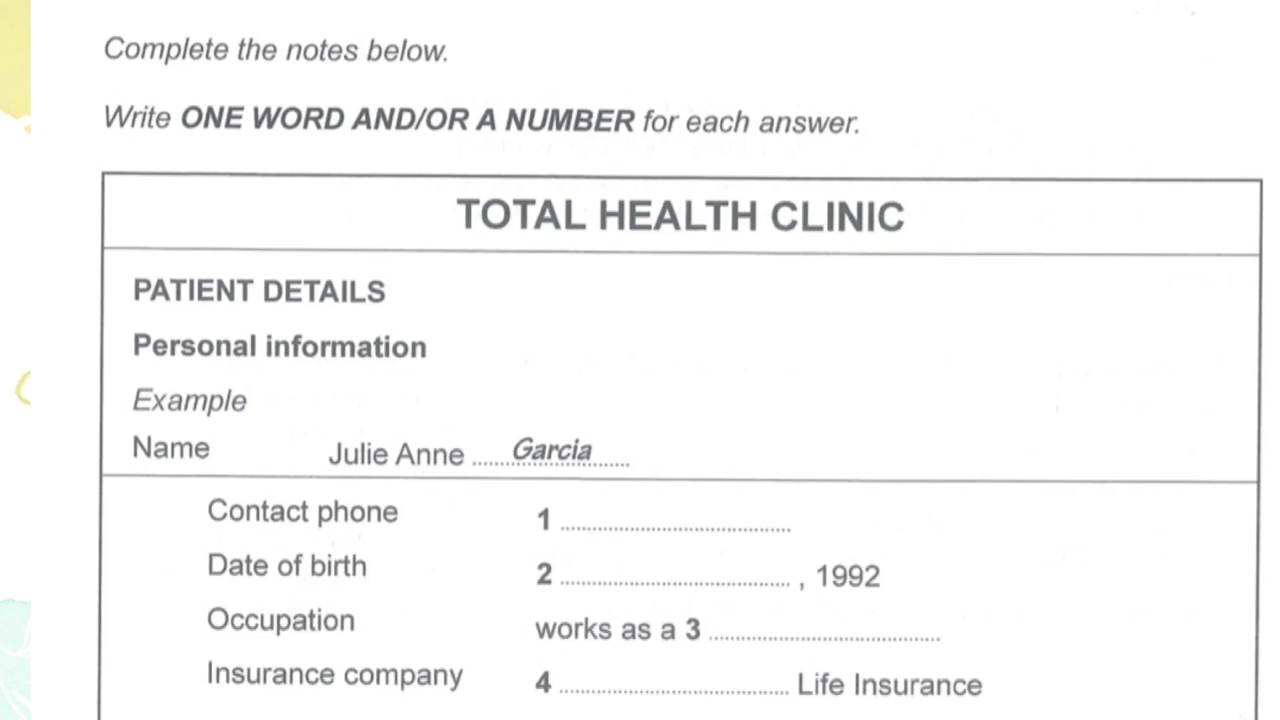 Complete the notes below.
Write ONE WORD AND/OR A NUMBER for each answer.
TOTAL HEALTH CLINIC
PATIENT DETAILS
Personal information
Example
Name Julie Anne ......Garcia......
Contact phone 1 ..............................
Date of birth 2 .............................. , 1992
Occupation works as a 3 ..............................
Insurance company 4 .............................. Life Insurance